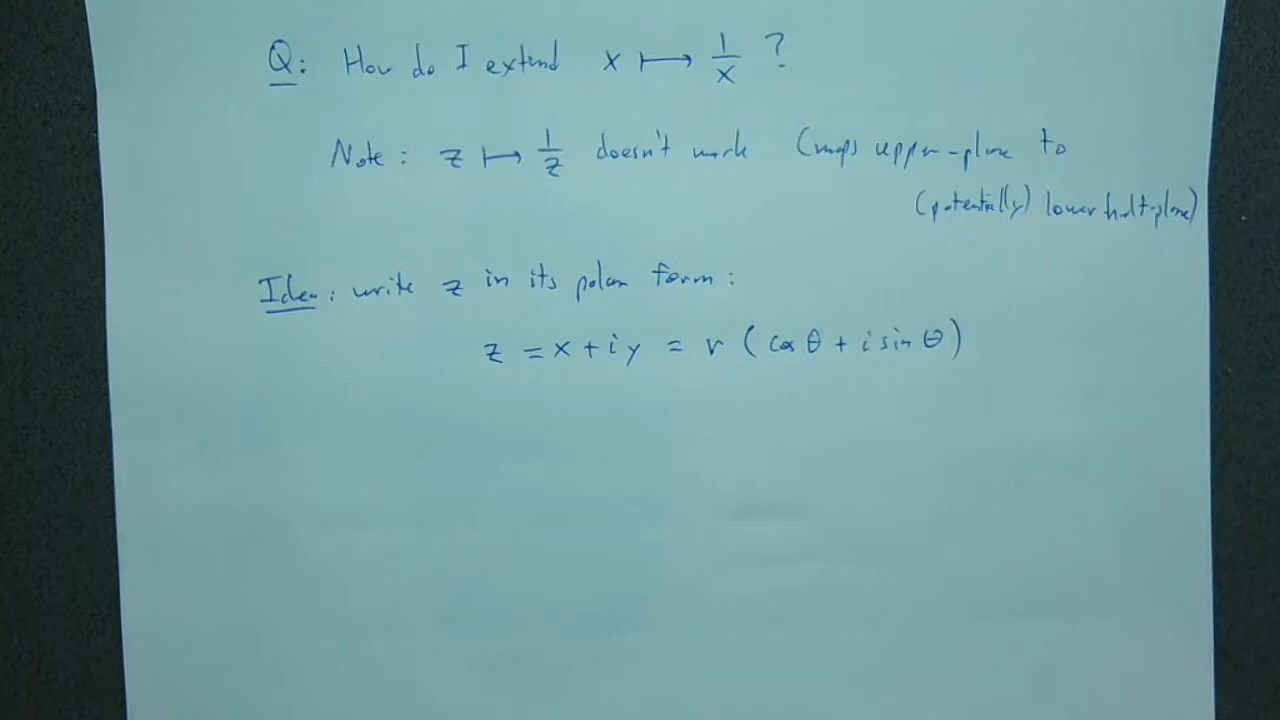 Q: How do I extend x ↦ 1/x ?
Note: z ↦ 1/z doesn't work (maps upper-plane to
(potentially) lower half-plane)
Idea: write z in its polar form:
z = x + iy = r (cos θ + i sin θ)